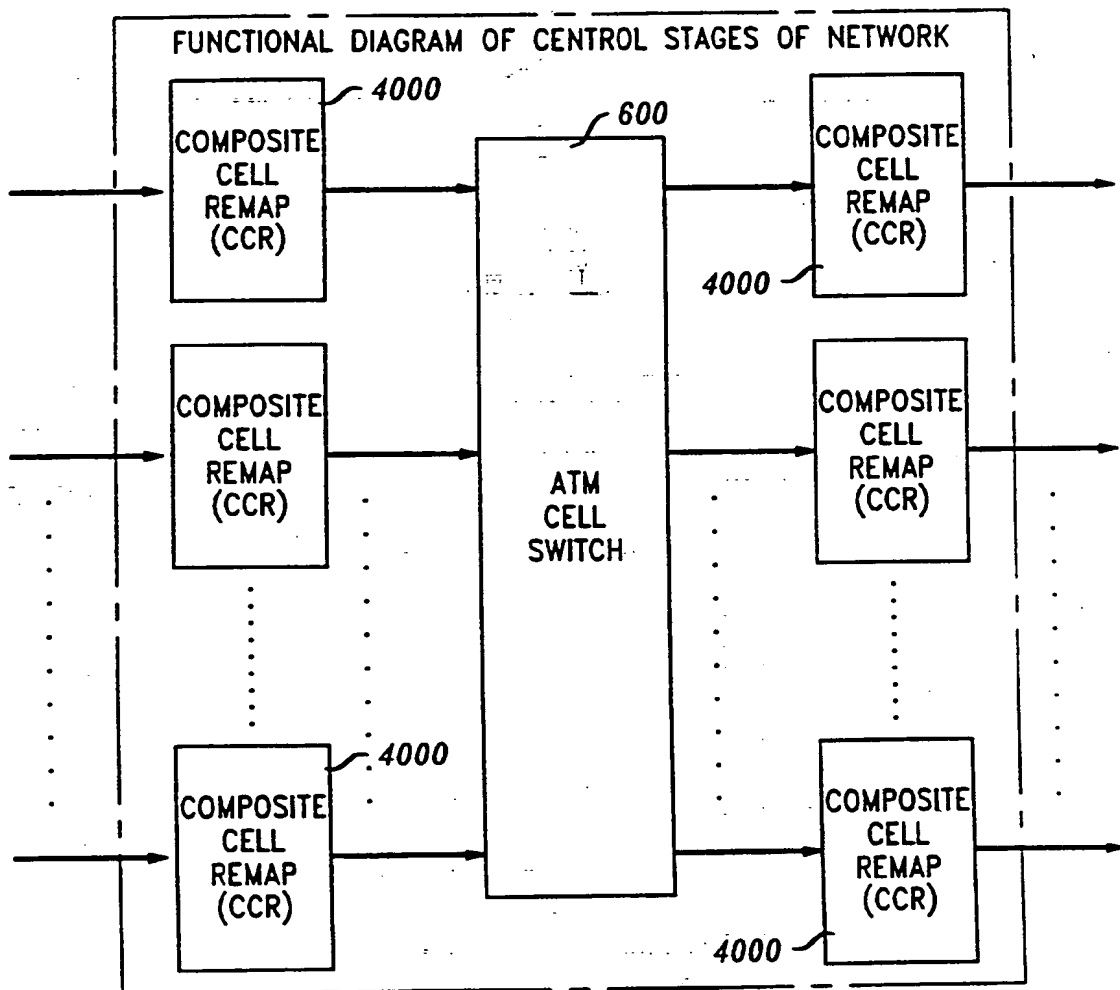 FUNCTIONAL DIAGRAM OF CENTRAL STAGES OF NETWORK
4000
COMPOSITE
CELL
REMAP
(CCR)
600
COMPOSITE
CELL
REMAP
(CCR)
4000
COMPOSITE
CELL
REMAP
(CCR)
ATM
CELL
SWITCH
COMPOSITE
CELL
REMAP
(CCR)
4000
COMPOSITE
CELL
REMAP
(CCR)
COMPOSITE
CELL
REMAP
(CCR)
4000